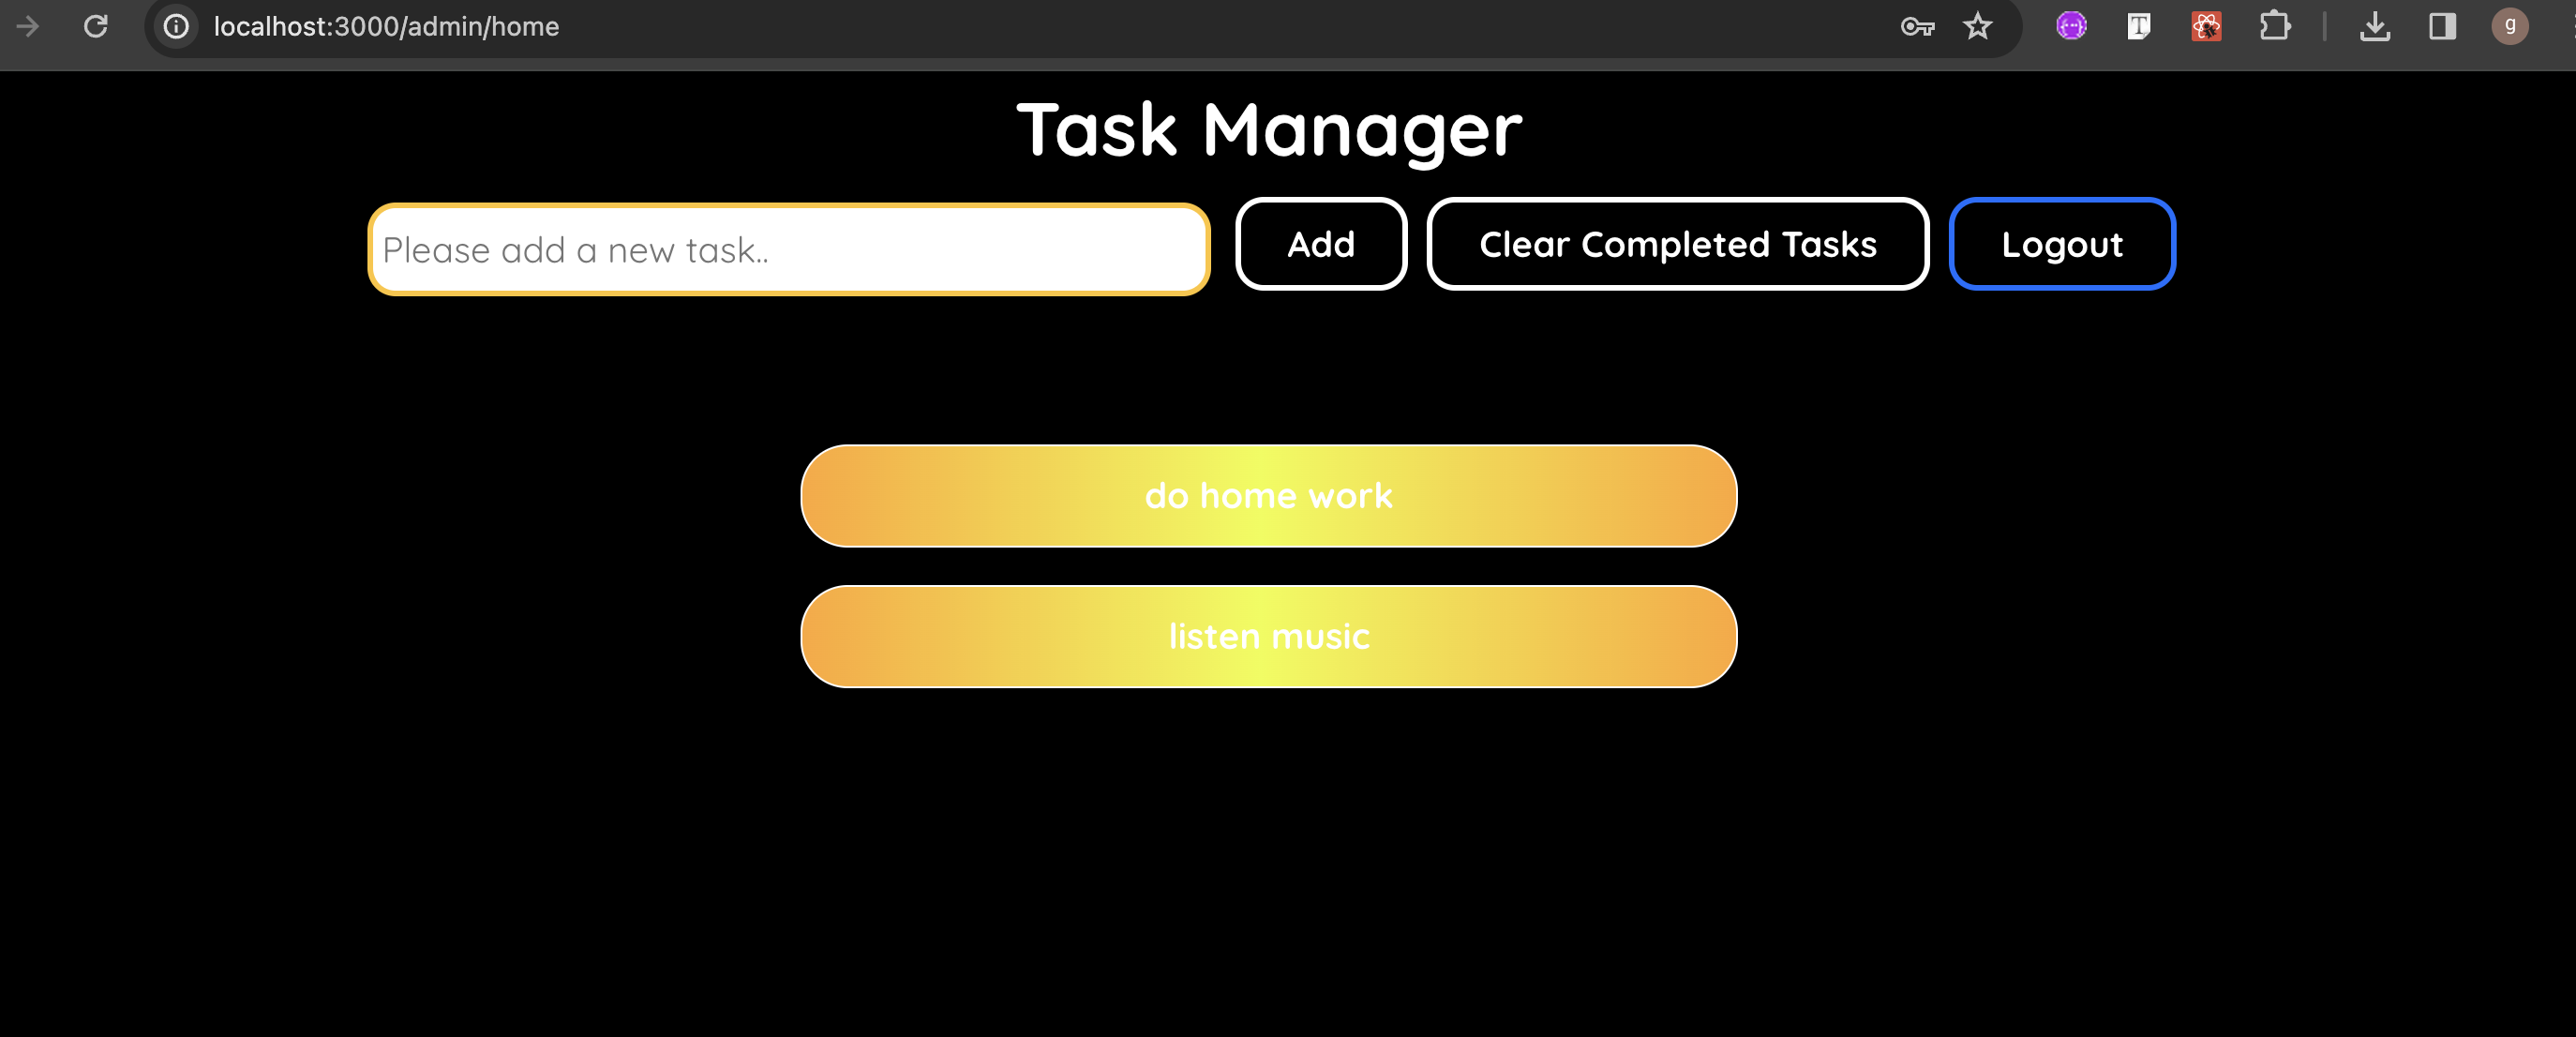 localhost:3000/admin/home
g
Task Manager
Please add a new task..
Add
Clear Completed Tasks
Logout
do home work
listen music